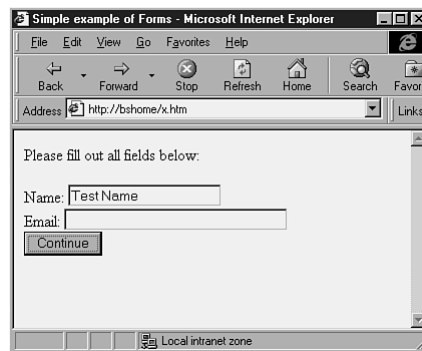 Simple example of Forms - Microsoft Internet Explorer
File Edit View Go Favorites Help
Back Forward Stop Refresh Home Search Favor
Address http://bshome/x.htm Links
Please fill out all fields below:
Name: Test Name
Email:
Continue
Local intranet zone